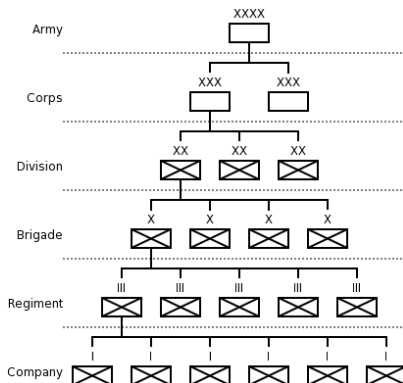 XXXX
Army
XXX XXX
Corps
XX XX XX
Division
X X X X
Brigade
III III III III III
Regiment
I I I I I I
Company